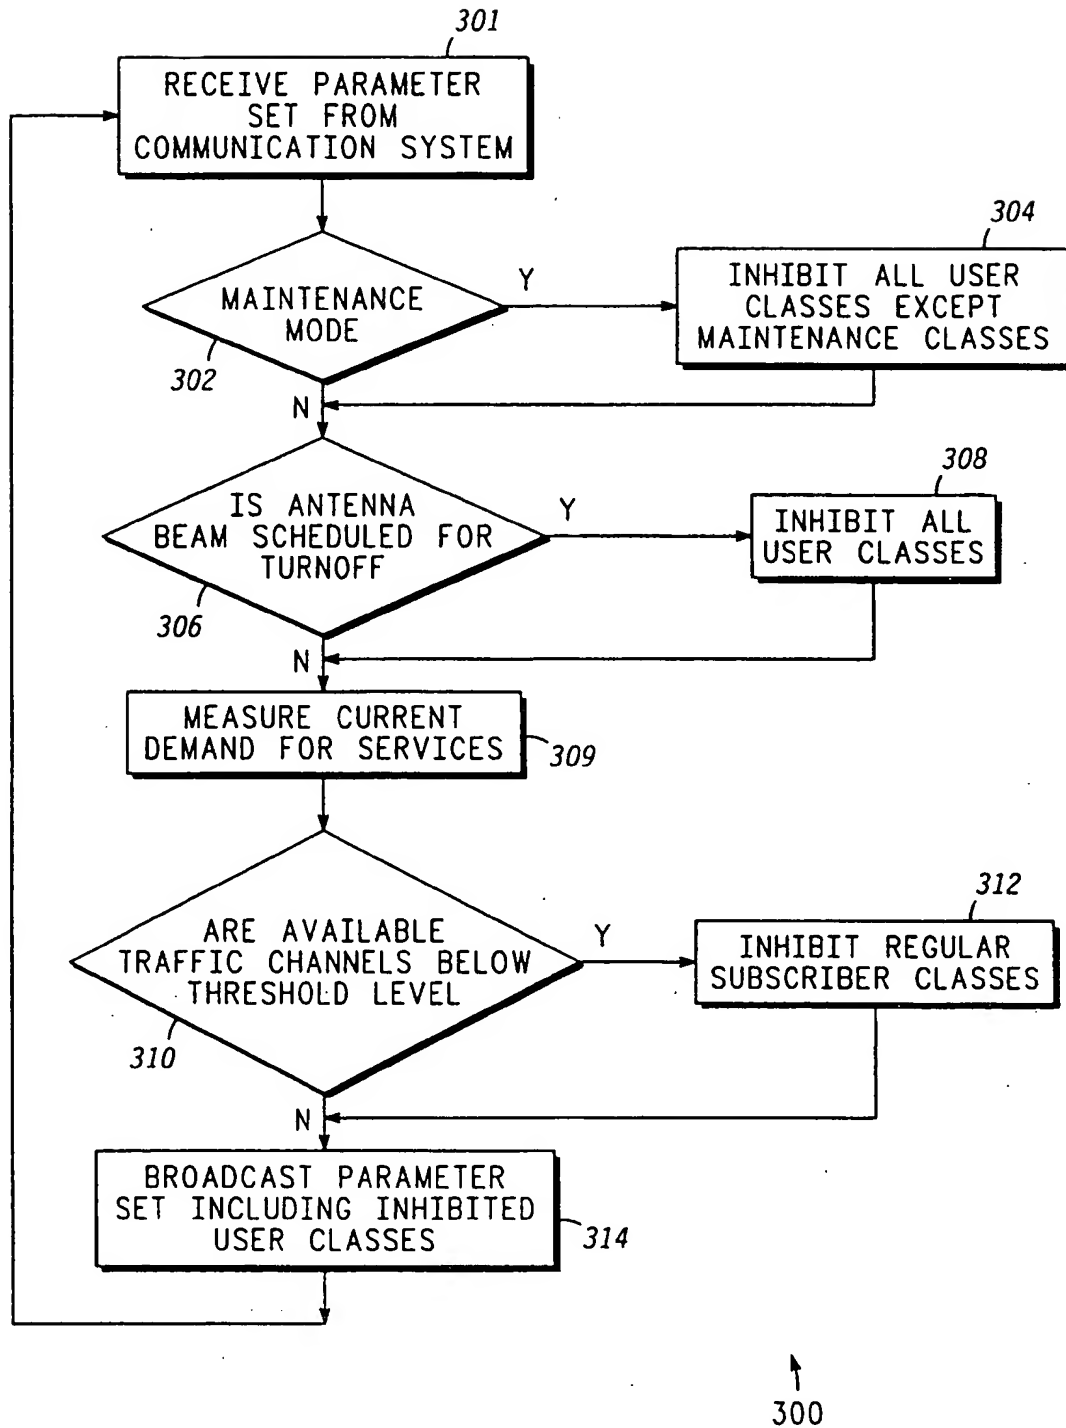 301
RECEIVE PARAMETER
SET FROM
COMMUNICATION SYSTEM
MAINTENANCE
MODE
302
Y
304
INHIBIT ALL USER
CLASSES EXCEPT
MAINTENANCE CLASSES
N
IS ANTENNA
BEAM SCHEDULED FOR
TURNOFF
306
Y
308
INHIBIT ALL
USER CLASSES
N
MEASURE CURRENT
DEMAND FOR SERVICES
309
ARE AVAILABLE
TRAFFIC CHANNELS BELOW
THRESHOLD LEVEL
310
Y
312
INHIBIT REGULAR
SUBSCRIBER CLASSES
N
BROADCAST PARAMETER
SET INCLUDING INHIBITED
USER CLASSES
314
300